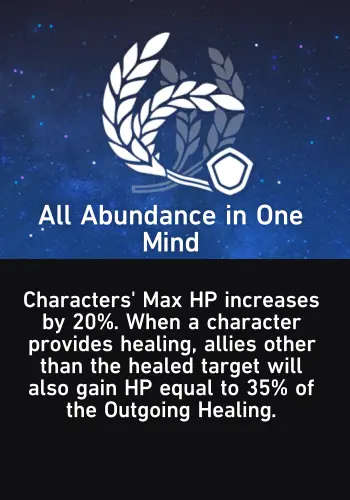 All Abundance in One
Mind
Characters' Max HP increases
by 20%. When a character
provides healing, allies other
than the healed target will
also gain HP equal to 35% of
the Outgoing Healing.